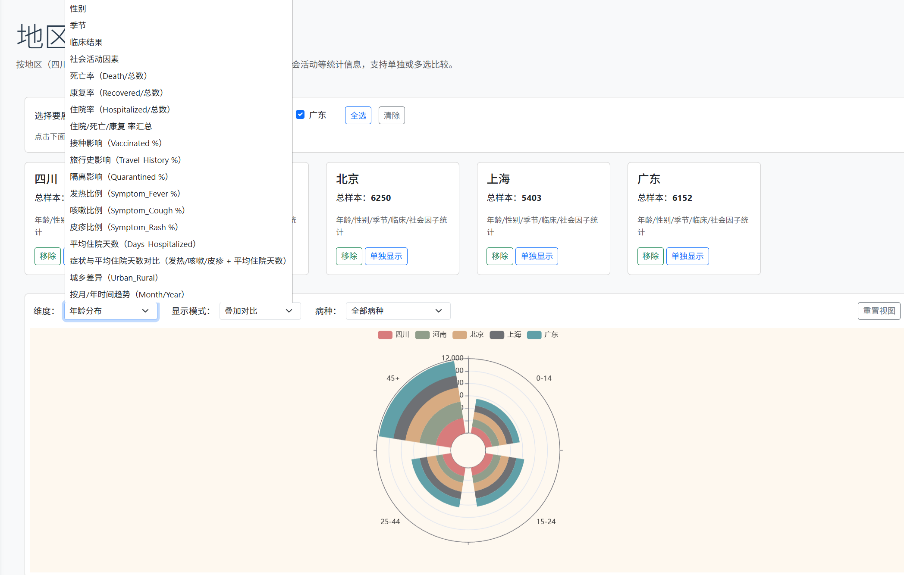 性别
季节
临床结果
社会活动因素
死亡率（Death/总数）
康复率（Recovered/总数）
住院率（Hospitalized/总数）
住院/死亡/康复 率汇总
接种影响（Vaccinated %）
旅行史影响（Travel_History %）
隔离影响（Quarantined %）
发热比例（Symptom_Fever %）
咳嗽比例（Symptom_Cough %）
皮疹比例（Symptom_Rash %）
平均住院天数（Days_Hospitalized）
症状与平均住院天数对比（发热/咳嗽/皮疹 + 平均住院天数）
城乡差异（Urban_Rural）
按月/年时间趋势（Month/Year）
地区
按地区（四川 会活动等统计信息，支持单独或多选比较。
选择要 广东 全选 清除
点击下面
四川 北京 上海 广东
总样本： 总样本：6250 总样本：5403 总样本：6152
年龄/性别 年龄/性别/季节/临床/社会因子统 年龄/性别/季节/临床/社会因子统 年龄/性别/季节/临床/社会因子统
计 计 计 计
移除 移除 单独显示 移除 单独显示 移除 单独显示
维度： 年龄分布 显示模式： 叠加对比 病种： 全部病种 重置视图
四川 河南 北京 上海 广东
12,000
45+ 0-14
25-44 15-24